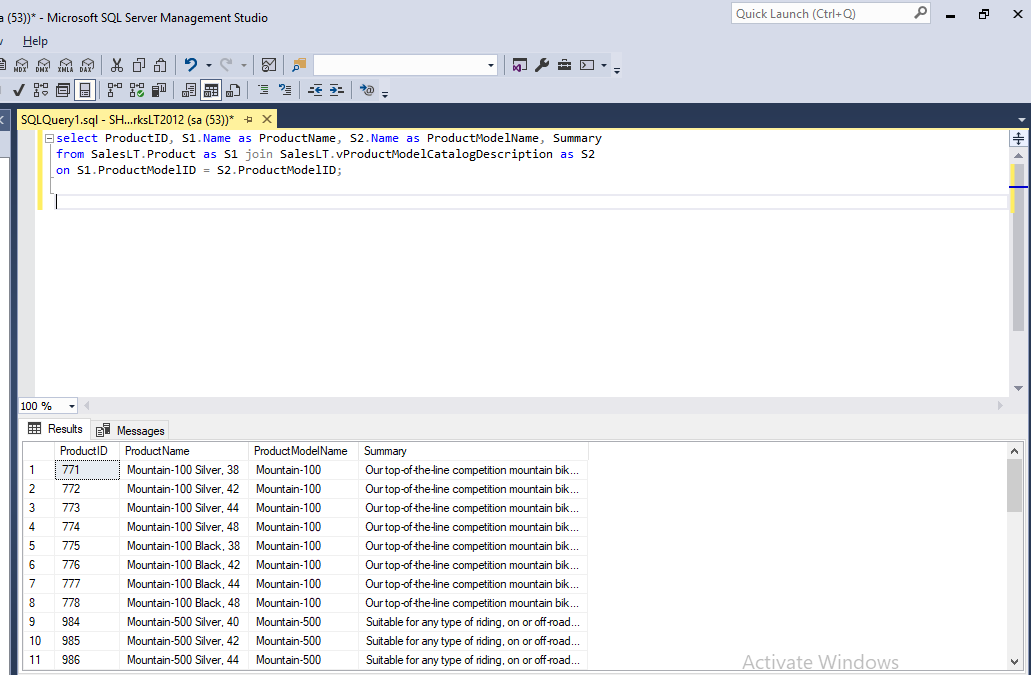 a (53))* - Microsoft SQL Server Management Studio
Quick Launch (Ctrl+Q)
Help
MDX DMX XMLA DAX
SQLQuery1.sql - SH...rksLT2012 (sa (53))*
select ProductID, S1.Name as ProductName, S2.Name as ProductModelName, Summary
from SalesLT.Product as S1 join SalesLT.vProductModelCatalogDescription as S2
on S1.ProductModelID = S2.ProductModelID;
100 %
Results Messages
ProductID ProductName ProductModelName Summary
1 771 Mountain-100 Silver, 38 Mountain-100 Our top-of-the-line competition mountain bik...
2 772 Mountain-100 Silver, 42 Mountain-100 Our top-of-the-line competition mountain bik...
3 773 Mountain-100 Silver, 44 Mountain-100 Our top-of-the-line competition mountain bik...
4 774 Mountain-100 Silver, 48 Mountain-100 Our top-of-the-line competition mountain bik...
5 775 Mountain-100 Black, 38 Mountain-100 Our top-of-the-line competition mountain bik...
6 776 Mountain-100 Black, 42 Mountain-100 Our top-of-the-line competition mountain bik...
7 777 Mountain-100 Black, 44 Mountain-100 Our top-of-the-line competition mountain bik...
8 778 Mountain-100 Black, 48 Mountain-100 Our top-of-the-line competition mountain bik...
9 984 Mountain-500 Silver, 40 Mountain-500 Suitable for any type of riding, on or off-road...
10 985 Mountain-500 Silver, 42 Mountain-500 Suitable for any type of riding, on or off-road...
11 986 Mountain-500 Silver, 44 Mountain-500 Suitable for any type of riding, on or off-road...
Activate Windows